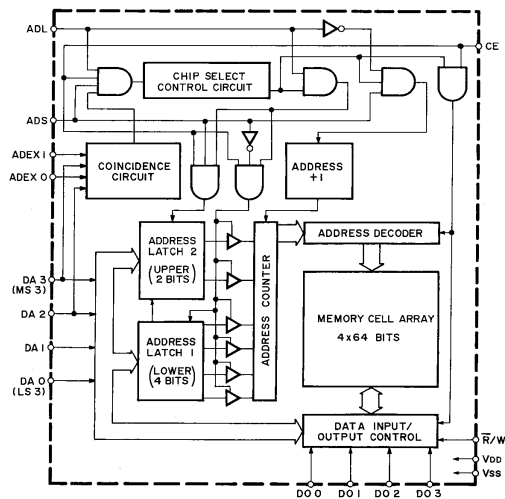 ADL
CE
CHIP SELECT
CONTROL CIRCUIT
ADS
ADEX 1
ADEX 0
COINCIDENCE
CIRCUIT
ADDRESS
+1
ADDRESS
LATCH 2
(UPPER
2 BITS)
ADDRESS COUNTER
ADDRESS DECODER
DA 3
(MS 3)
DA 2
DA 1
DA 0
(LS 3)
ADDRESS
LATCH 1
(LOWER
4 BITS)
MEMORY CELL ARRAY
4 x 64 BITS
DATA INPUT/
OUTPUT CONTROL
R̅/W
VDD
VSS
DO 0
DO 1
DO 2
DO 3